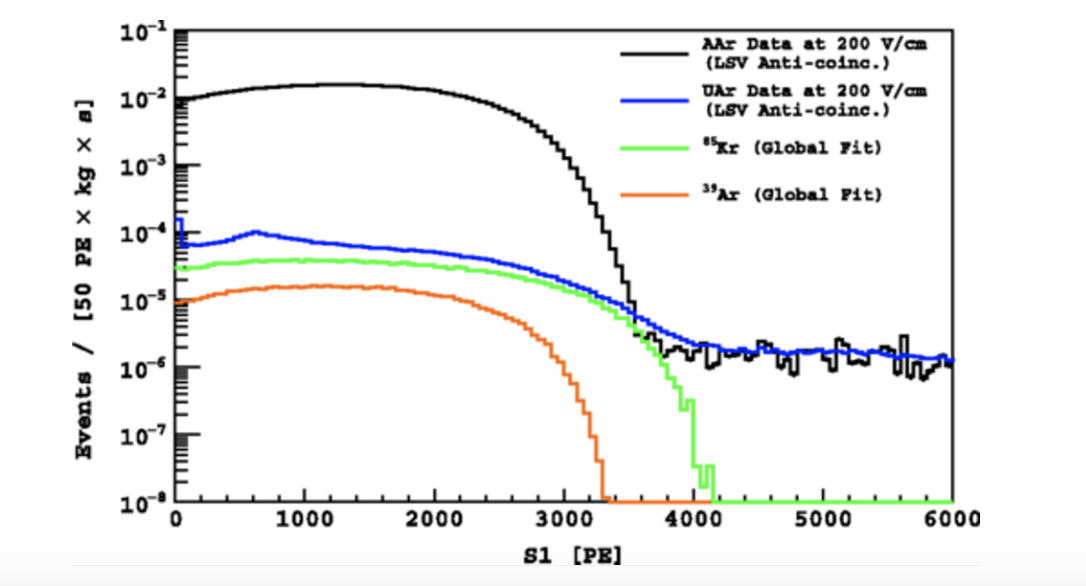 10⁻¹
AAr Data at 200 V/cm
(LSV Anti-coinc.)
UAr Data at 200 V/cm
(LSV Anti-coinc.)
⁸⁵Kr (Global Fit)
³⁹Ar (Global Fit)
10⁻²
10⁻³
10⁻⁴
10⁻⁵
10⁻⁶
10⁻⁷
10⁻⁸
Events / [50 PE × kg × s]
0 1000 2000 3000 4000 5000 6000
S1 [PE]